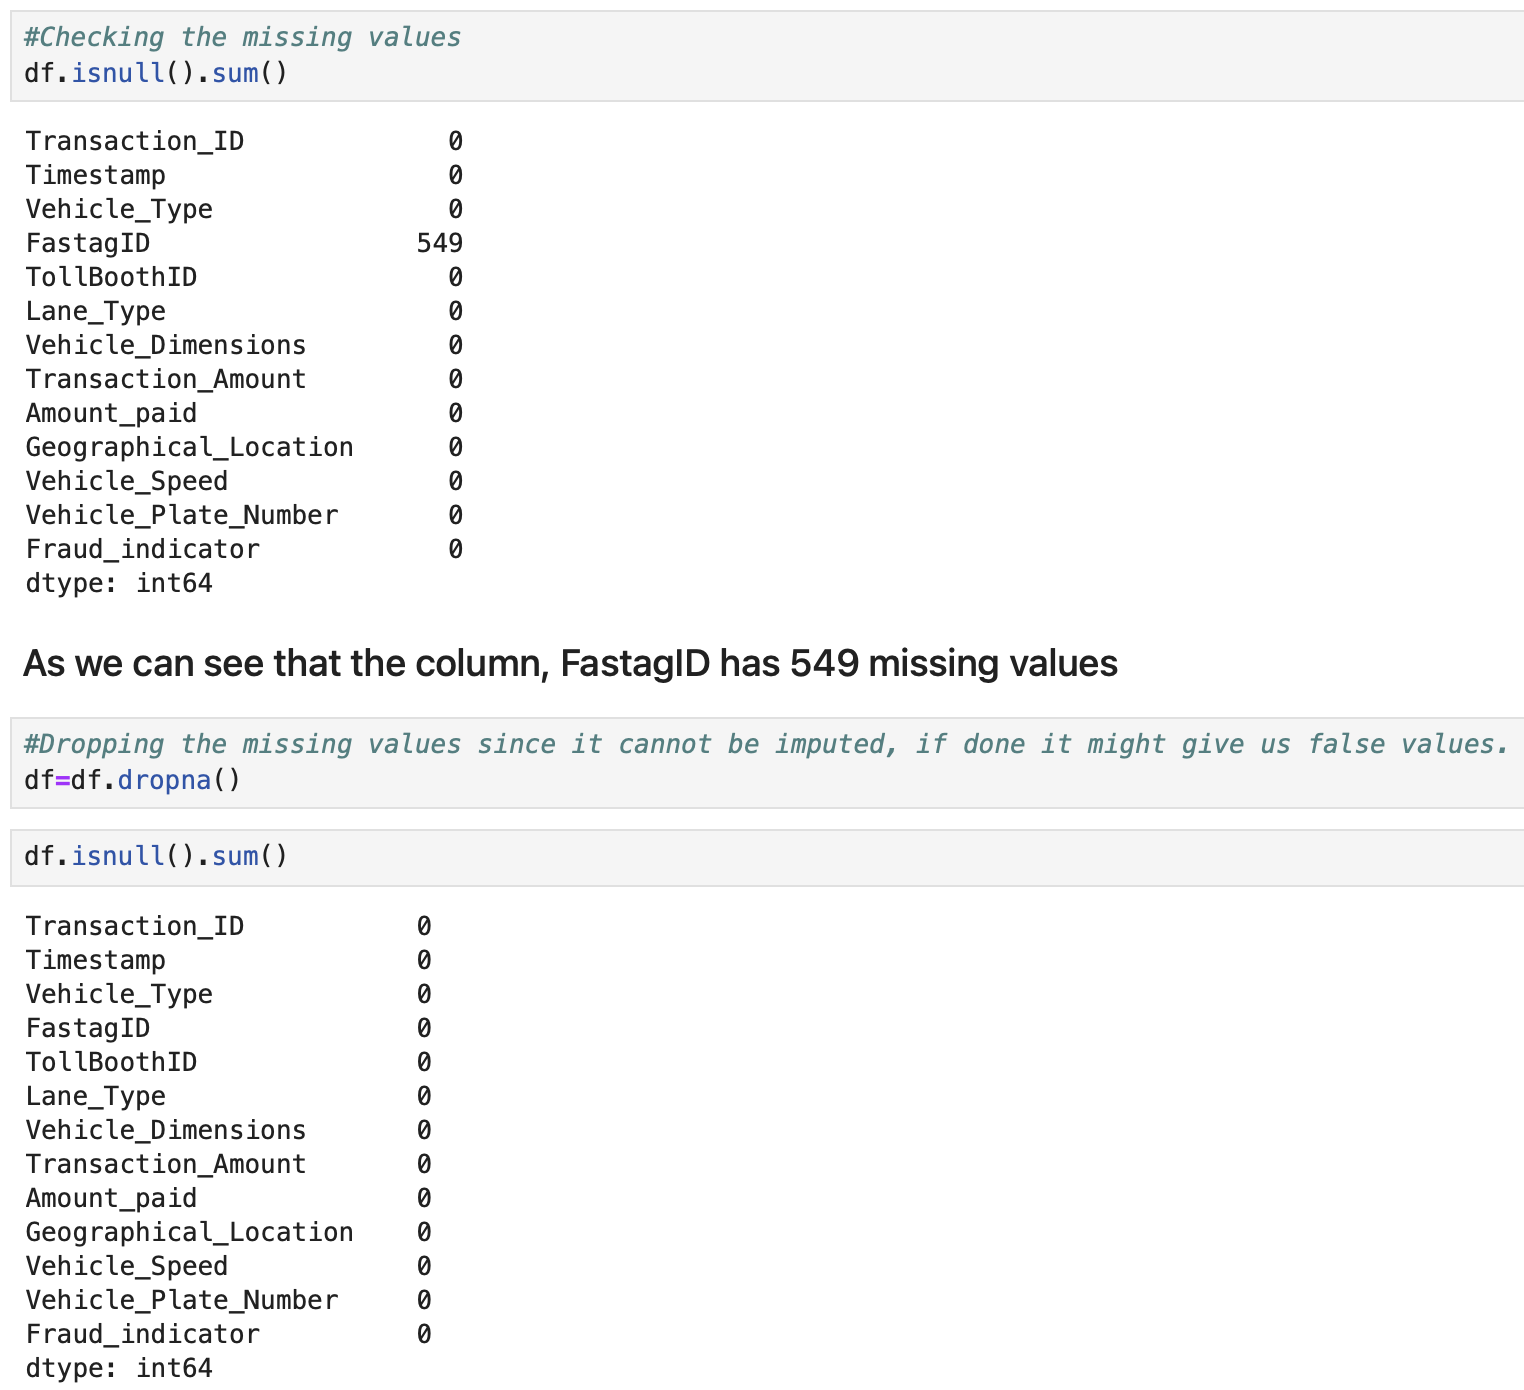 #Checking the missing values
df.isnull().sum()
Transaction_ID 0
Timestamp 0
Vehicle_Type 0
FastagID 549
TollBoothID 0
Lane_Type 0
Vehicle_Dimensions 0
Transaction_Amount 0
Amount_paid 0
Geographical_Location 0
Vehicle_Speed 0
Vehicle_Plate_Number 0
Fraud_indicator 0
dtype: int64
As we can see that the column, FastagID has 549 missing values
#Dropping the missing values since it cannot be imputed, if done it might give us false values.
df=df.dropna()
df.isnull().sum()
Transaction_ID 0
Timestamp 0
Vehicle_Type 0
FastagID 0
TollBoothID 0
Lane_Type 0
Vehicle_Dimensions 0
Transaction_Amount 0
Amount_paid 0
Geographical_Location 0
Vehicle_Speed 0
Vehicle_Plate_Number 0
Fraud_indicator 0
dtype: int64